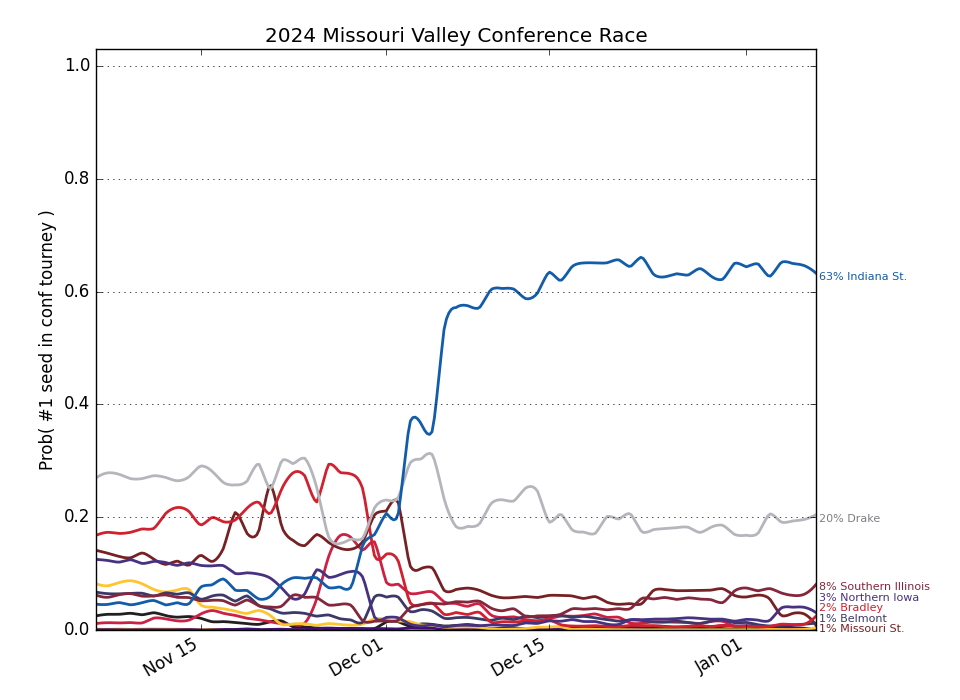 2024 Missouri Valley Conference Race
1.0
0.8
0.6
0.4
0.2
0.0
Prob( #1 seed in conf tourney )
63% Indiana St.
20% Drake
8% Southern Illinois
3% Northern Iowa
2% Bradley
1% Belmont
1% Missouri St.
Nov 15
Dec 01
Dec 15
Jan 01